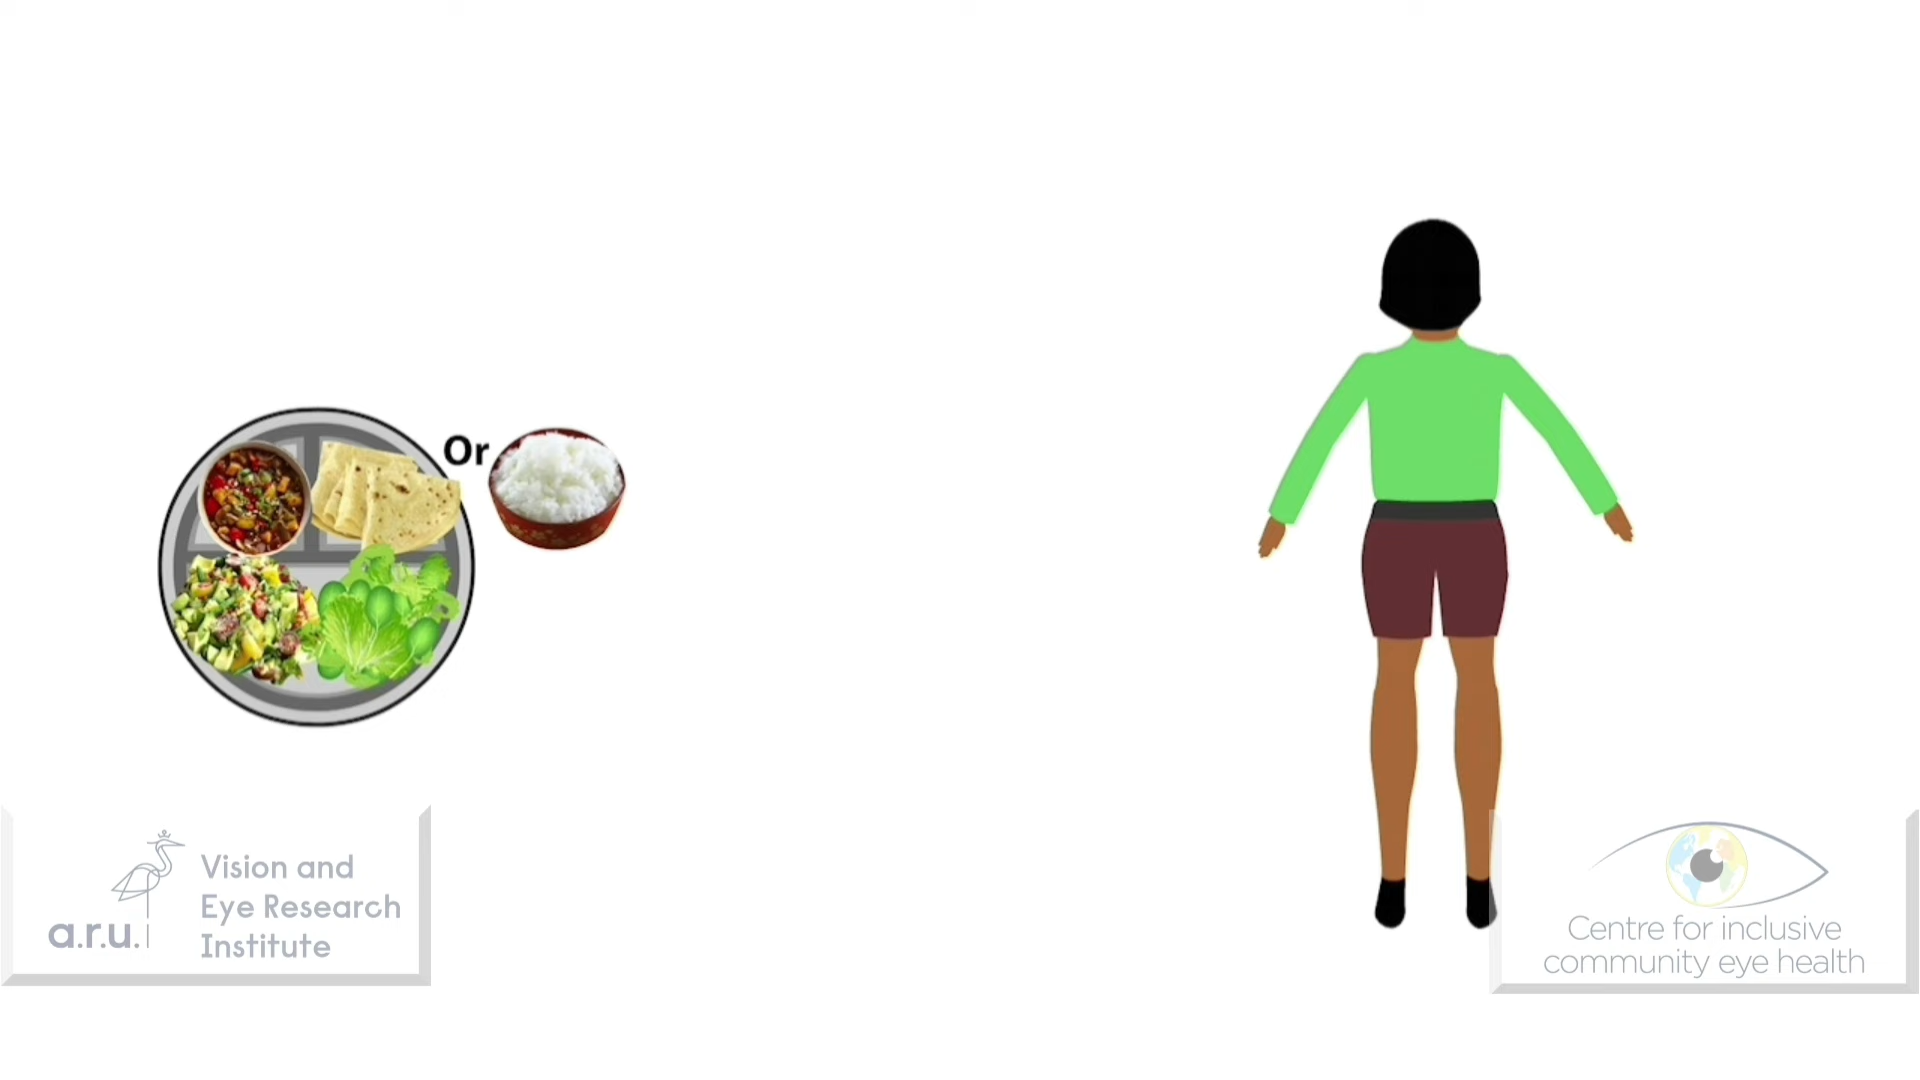 Or
Vision and
Eye Research
Institute
a.r.u.
Centre for inclusive
community eye health